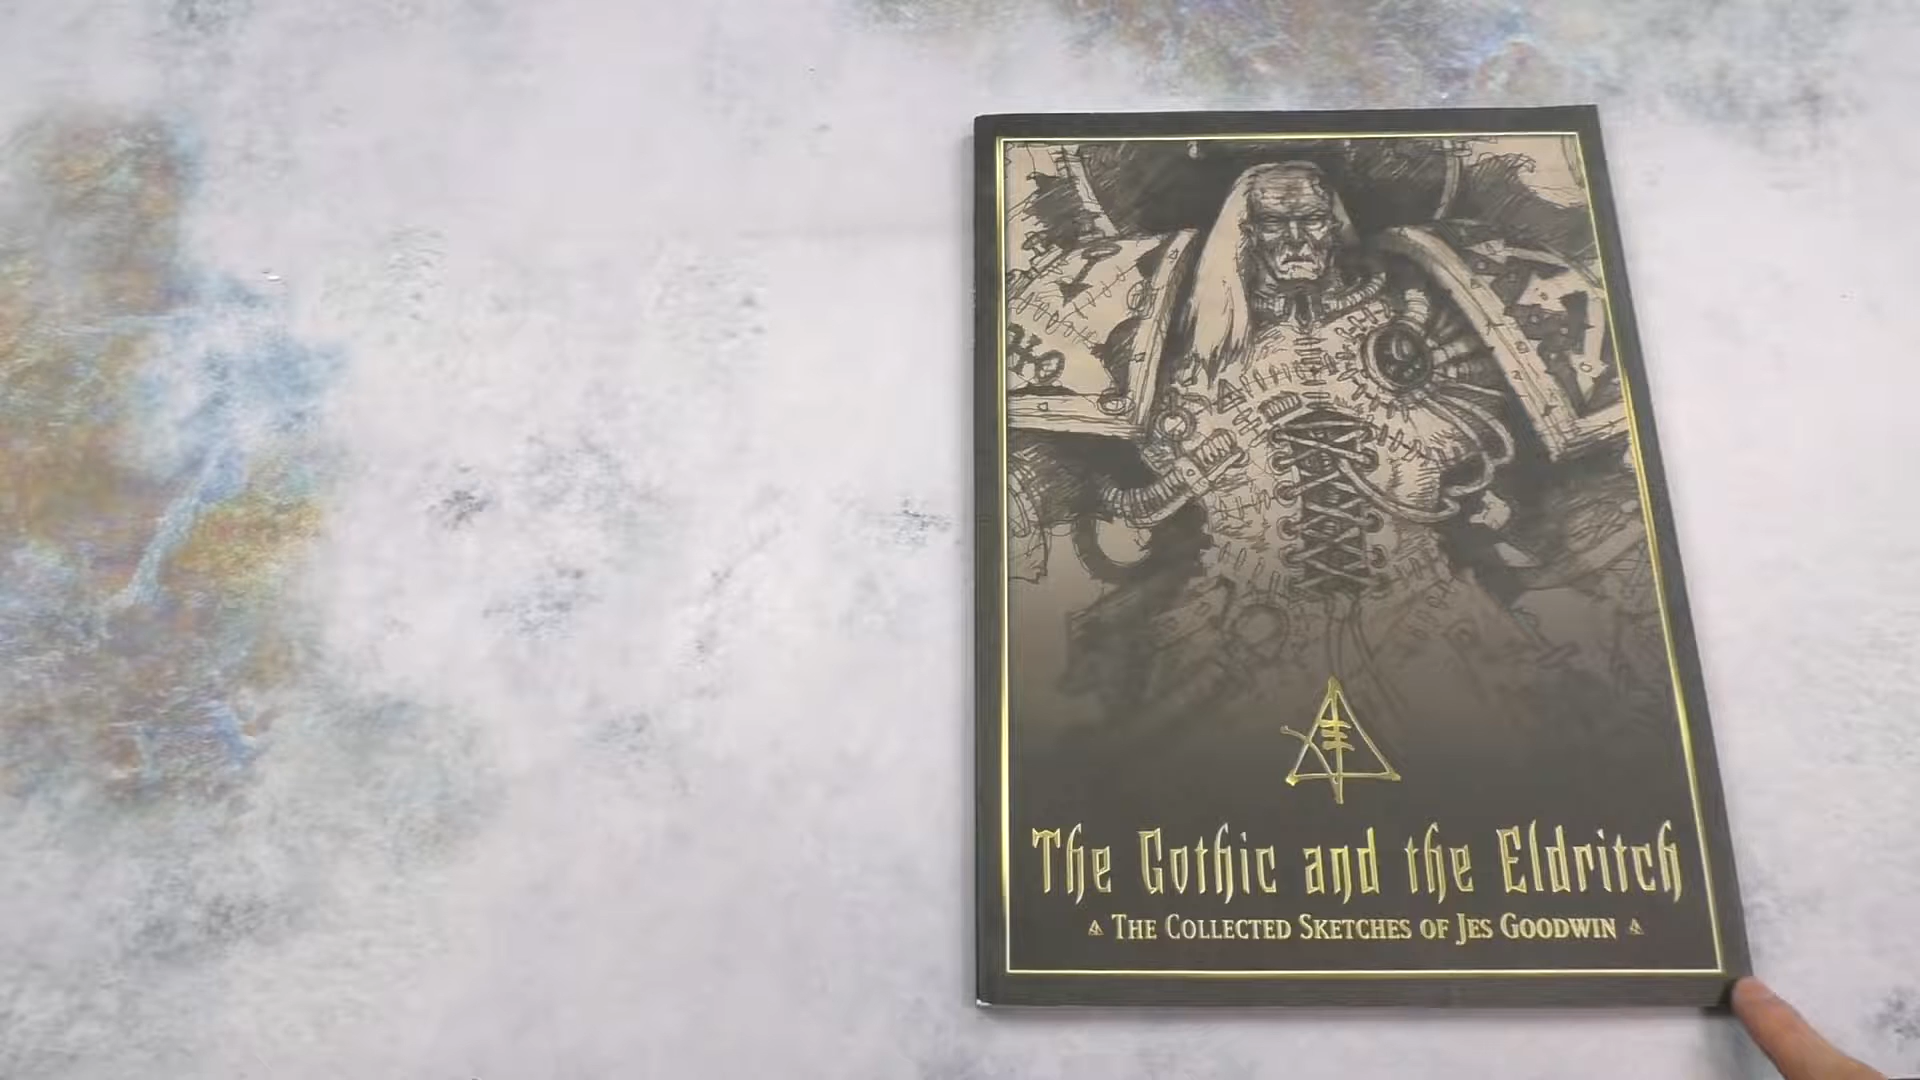 The Gothic and the Eldritch
The Collected Sketches of Jes Goodwin